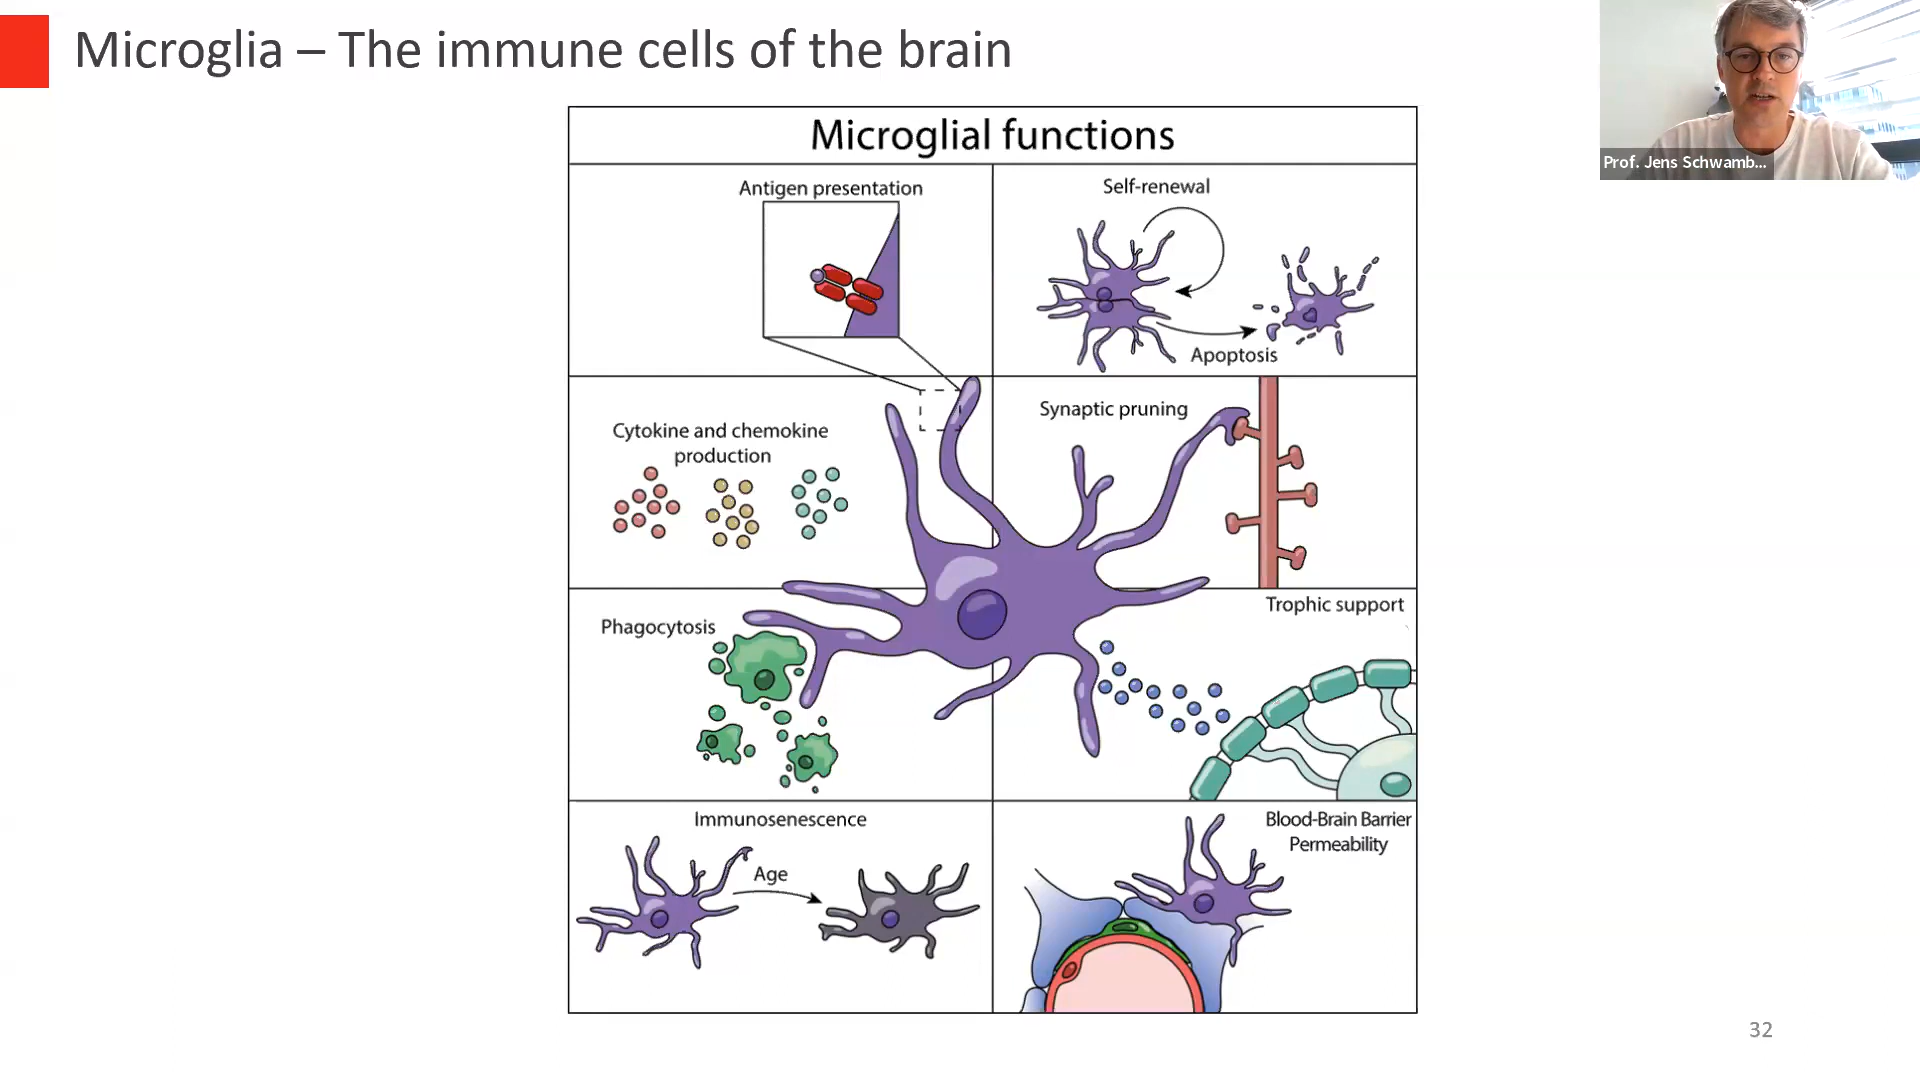 Microglia – The immune cells of the brain
Prof. Jens Schwamb...
Microglial functions
Antigen presentation
Self-renewal
Apoptosis
Cytokine and chemokine
production
Synaptic pruning
Phagocytosis
Trophic support
Immunosenescence
Age
Blood-Brain Barrier
Permeability
32